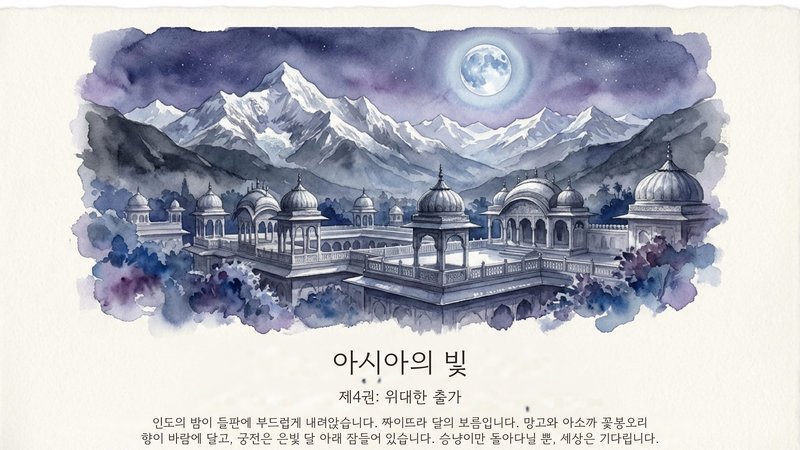 아시아의 빛
제4권: 위대한 출가
인도의 밤이 들판에 부드럽게 내려앉습니다. 짜이뜨라 달의 보름입니다. 망고와 아소까 꽃봉오리
향이 바람에 달고, 궁전은 은빛 달 아래 잠들어 있습니다. 승냥이만 돌아다닐 뿐, 세상은 기다립니다.